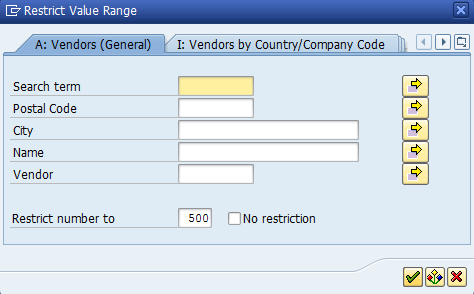 Restrict Value Range
A: Vendors (General) I: Vendors by Country/Company Code
Search term
Postal Code
City
Name
Vendor
Restrict number to 500 No restriction